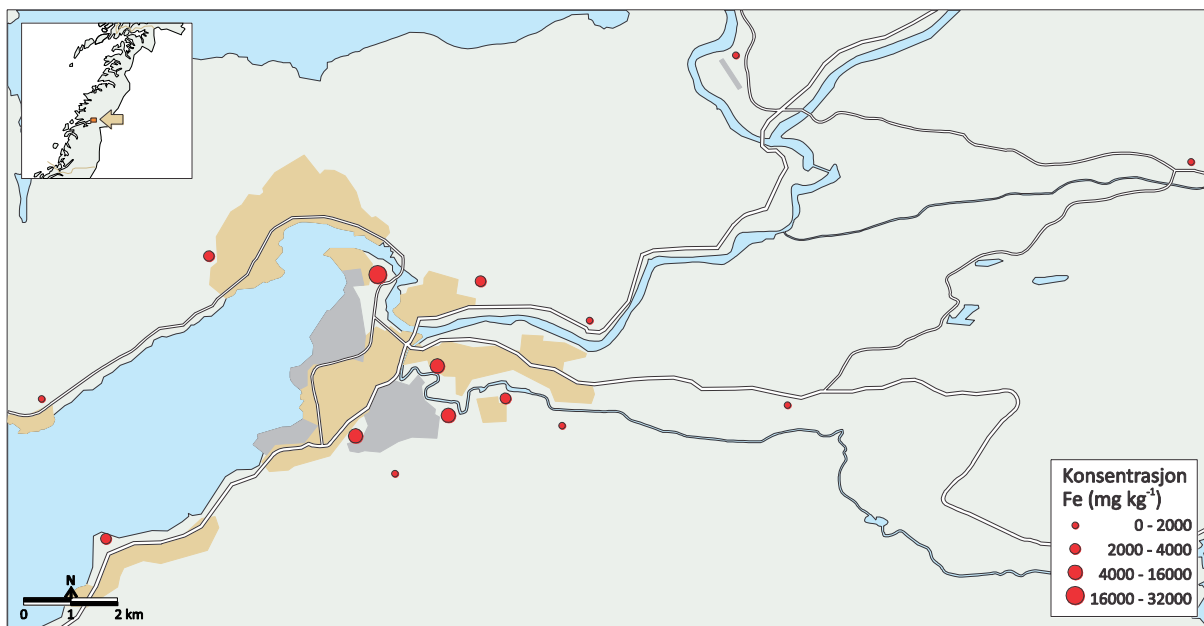 N
0 1 2 km
Konsentrasjon
Fe (mg kg⁻¹)
0 - 2000
2000 - 4000
4000 - 16000
16000 - 32000